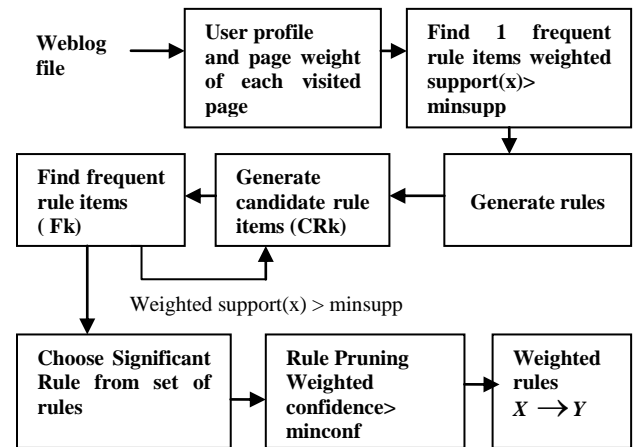 Weblog
file
User profile
and page weight
of each visited
page
Find 1 frequent
rule items weighted
support(x)>
minsupp
Find frequent
rule items
( Fk)
Generate
candidate rule
items (CRk)
Generate rules
Weighted support(x) > minsupp
Choose Significant
Rule from set of
rules
Rule Pruning
Weighted
confidence>
minconf
Weighted
rules
X → Y